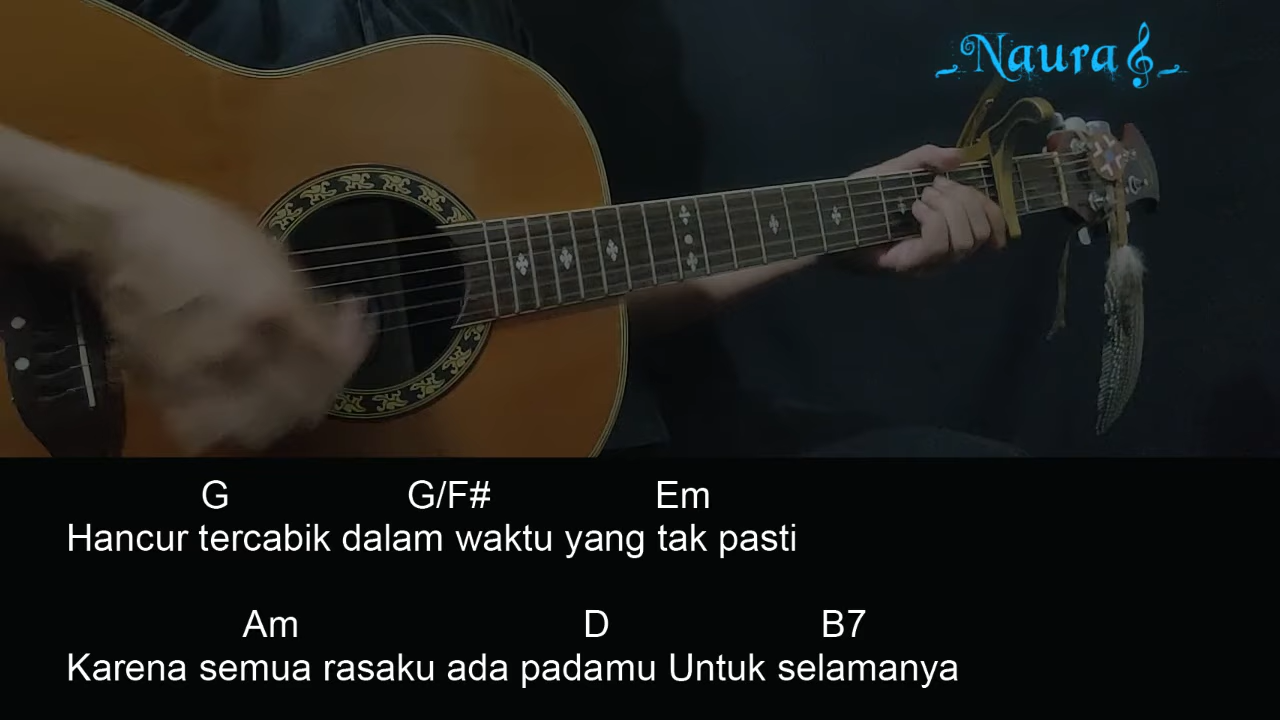 Naura
G G/F# Em
Hancur tercabik dalam waktu yang tak pasti
Am D B7
Karena semua rasaku ada padamu Untuk selamanya